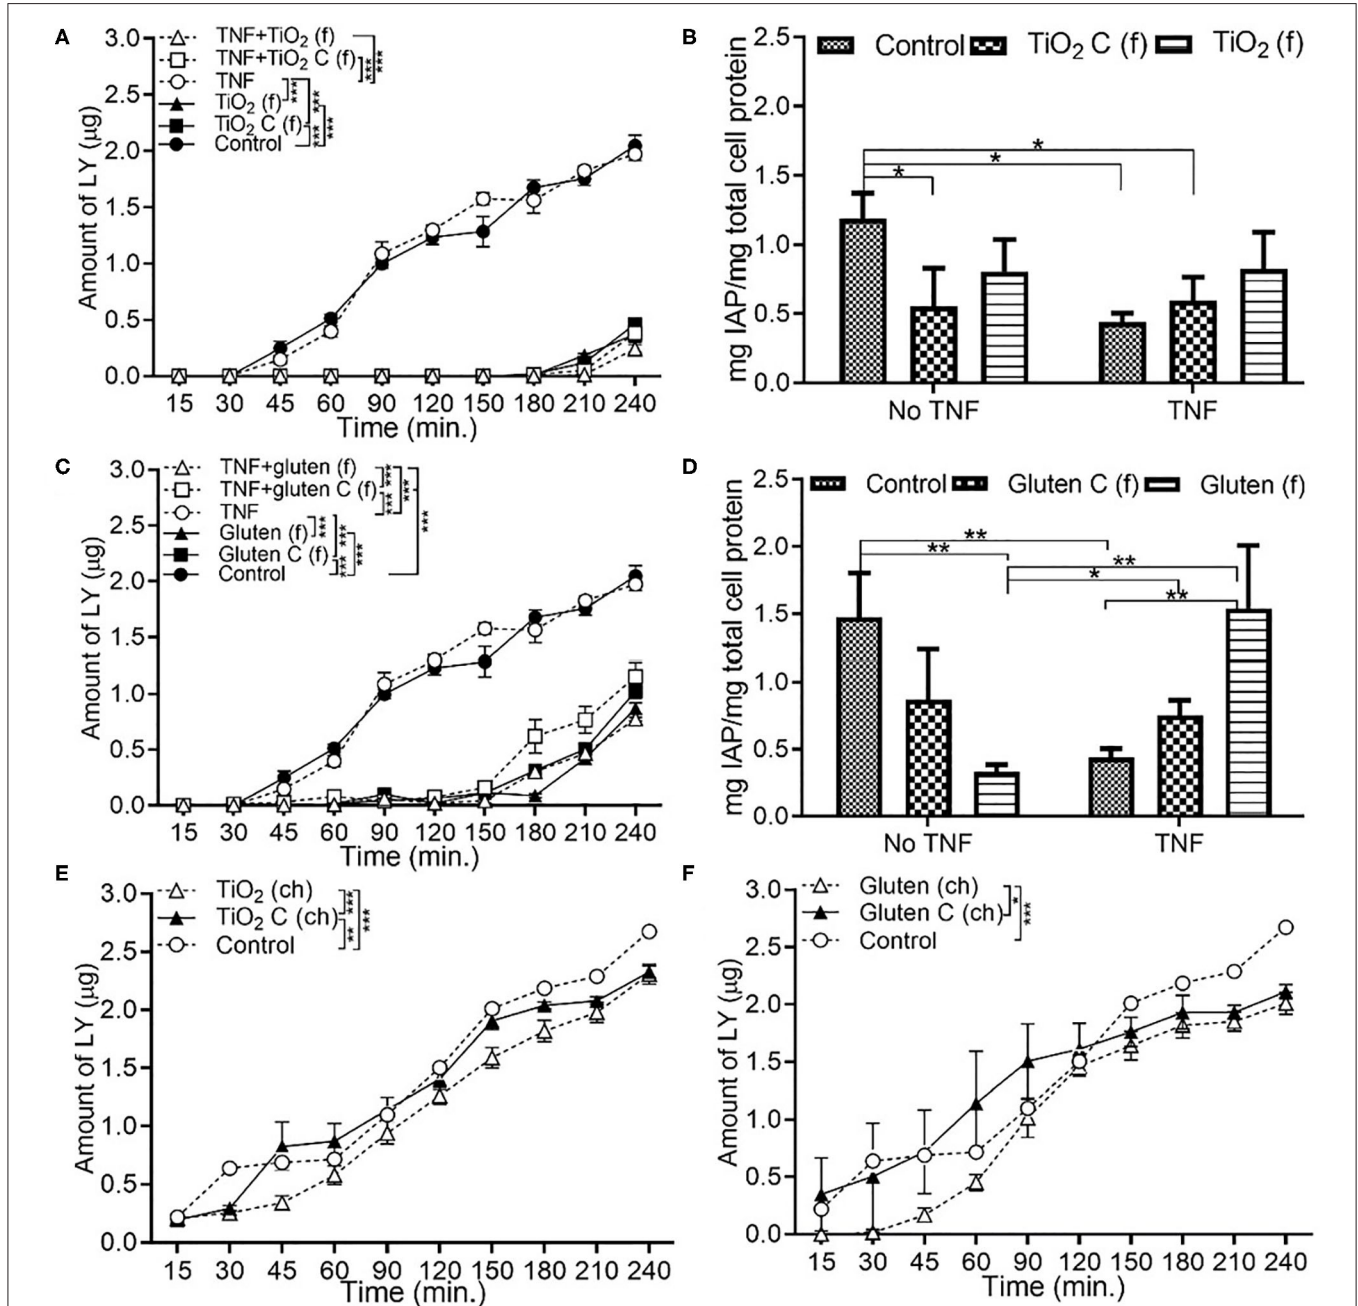 A
TNF+TiO₂ (f)
TNF+TiO₂ C (f)
TNF
TiO₂ (f)
TiO₂ C (f)
Control
*** *** *** *** *** ***
Amount of LY (μg)
3.0
2.5
2.0
1.5
1.0
0.5
0.0
15 30 45 60 90 120 150 180 210 240
Time (min.)
B
Control TiO₂ C (f) TiO₂ (f)
mg IAP/mg total cell protein
2.5
2.0
1.5
1.0
0.5
0.0
*
*
*
No TNF TNF
C
TNF+gluten (f)
TNF+gluten C (f)
TNF
Gluten (f)
Gluten C (f)
Control
*** *** *** *** *** *** *** ***
Amount of LY (μg)
3.0
2.5
2.0
1.5
1.0
0.5
0.0
15 30 45 60 90 120 150 180 210 240
Time (min.)
D
Control Gluten C (f) Gluten (f)
mg IAP/mg total cell protein
2.5
2.0
1.5
1.0
0.5
0.0
**
**
**
*
**
No TNF TNF
E
TiO₂ (ch)
TiO₂ C (ch)
Control
*** ** ***
Amount of LY (μg)
3.0
2.5
2.0
1.5
1.0
0.5
0.0
15 30 45 60 90 120 150 180 210 240
Time (min.)
F
Gluten (ch)
Gluten C (ch)
Control
* ***
Amount of LY (μg)
3.0
2.5
2.0
1.5
1.0
0.5
0.0
15 30 45 60 90 120 150 180 210 240
Time (min.)